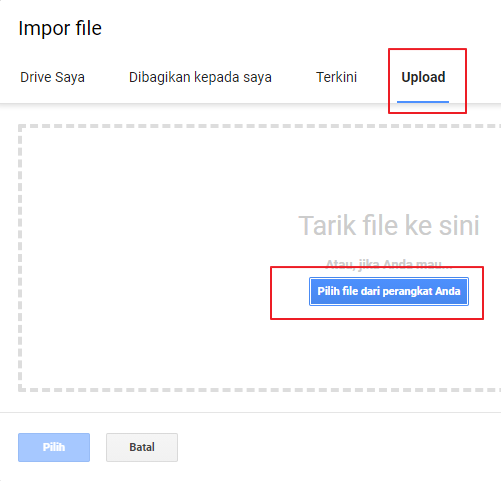 Impor file
Drive Saya Dibagikan kepada saya Terkini Upload
Tarik file ke sini
Atau, jika Anda mau...
Pilih file dari perangkat Anda
Pilih Batal